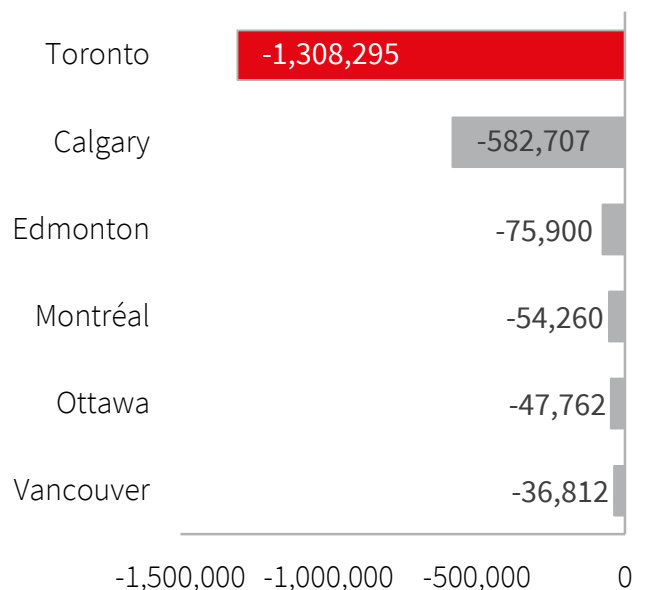 Toronto -1,308,295
Calgary -582,707
Edmonton -75,900
Montréal -54,260
Ottawa -47,762
Vancouver -36,812
-1,500,000 -1,000,000 -500,000 0